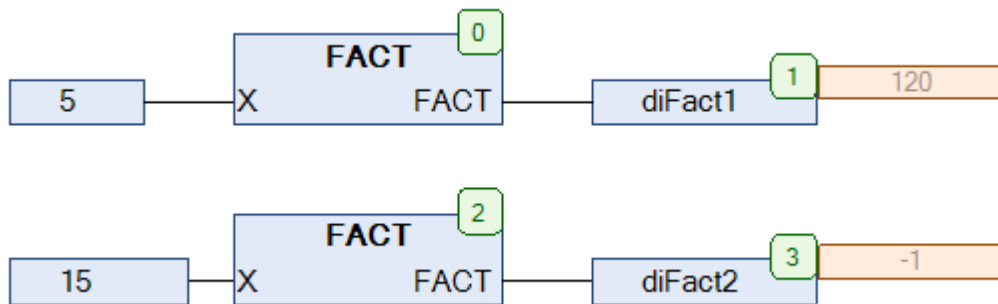 FACT 0
5 X FACT diFact1 1 120
FACT 2
15 X FACT diFact2 3 -1